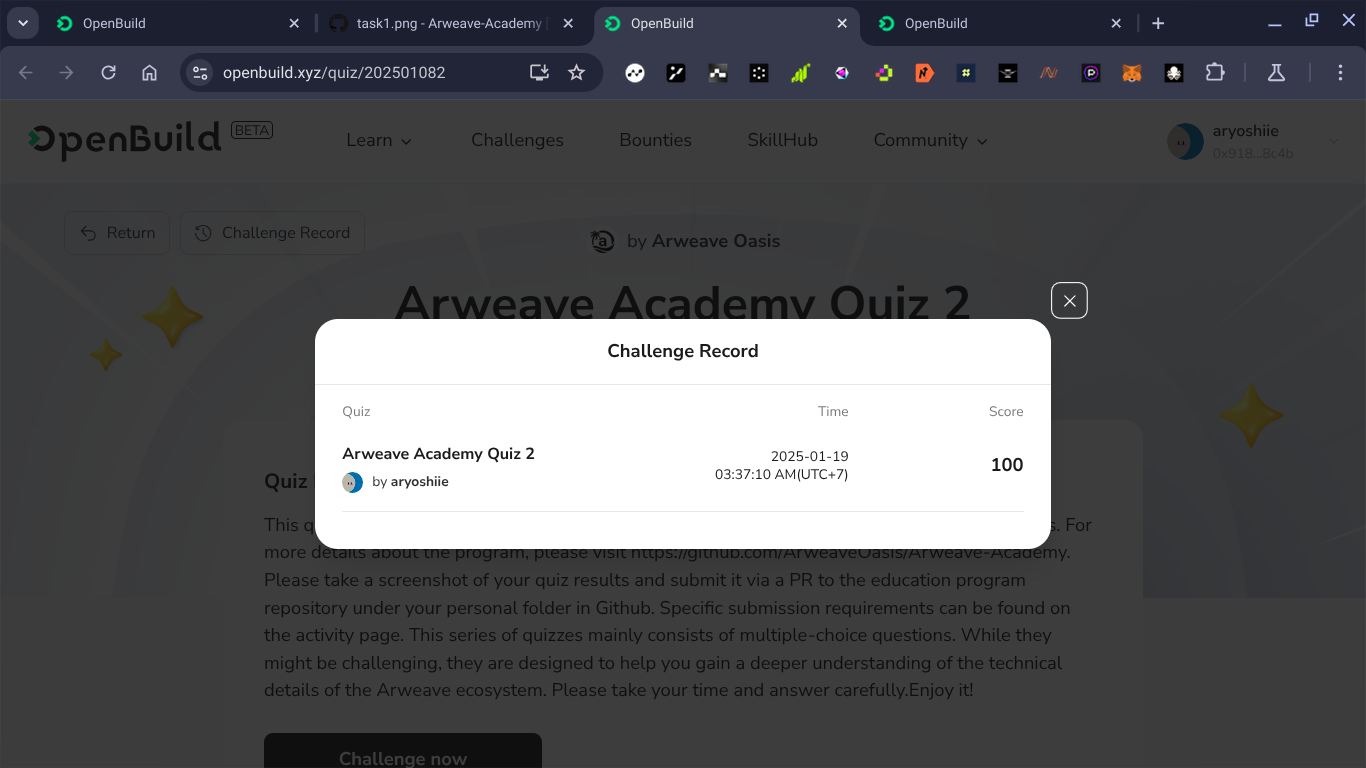 OpenBuild
task1.png - Arweave-Academy
OpenBuild
OpenBuild
openbuild.xyz/quiz/202501082
OpenBuild BETA
Learn
Challenges
Bounties
SkillHub
Community
aryoshiie
0x918...8c4b
Return
Challenge Record
by Arweave Oasis
Arweave Academy Quiz 2
Challenge Record
Quiz Time Score
Arweave Academy Quiz 2
by aryoshiie
2025-01-19
03:37:10 AM(UTC+7)
100
Quiz
This q s. For
more details about the program, please visit https://github.com/ArweaveOasis/Arweave-Academy.
Please take a screenshot of your quiz results and submit it via a PR to the education program
repository under your personal folder in Github. Specific submission requirements can be found on
the activity page. This series of quizzes mainly consists of multiple-choice questions. While they
might be challenging, they are designed to help you gain a deeper understanding of the technical
details of the Arweave ecosystem. Please take your time and answer carefully.Enjoy it!
Challenge now